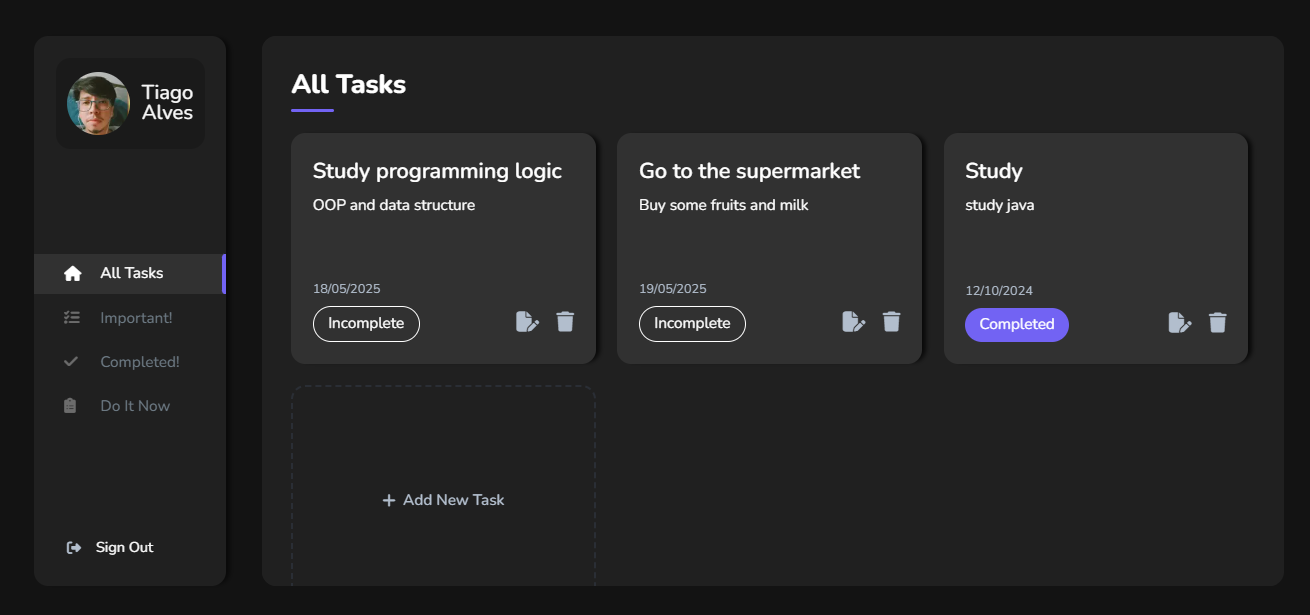 Tiago
Alves
All Tasks
Important!
Completed!
Do It Now
Sign Out
All Tasks
Study programming logic
OOP and data structure
18/05/2025
Incomplete
Go to the supermarket
Buy some fruits and milk
19/05/2025
Incomplete
Study
study java
12/10/2024
Completed
+ Add New Task